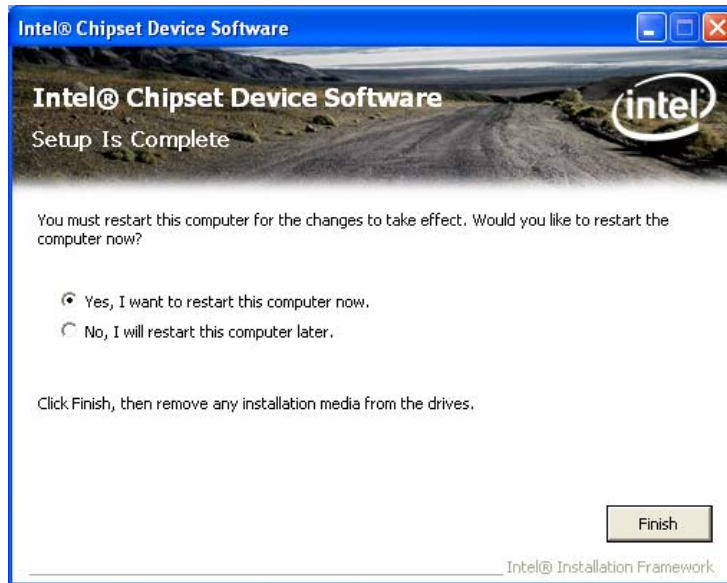 Intel® Chipset Device Software
Intel® Chipset Device Software
intel
Setup Is Complete
You must restart this computer for the changes to take effect. Would you like to restart the
computer now?
Yes, I want to restart this computer now.
No, I will restart this computer later.
Click Finish, then remove any installation media from the drives.
Finish
Intel® Installation Framework